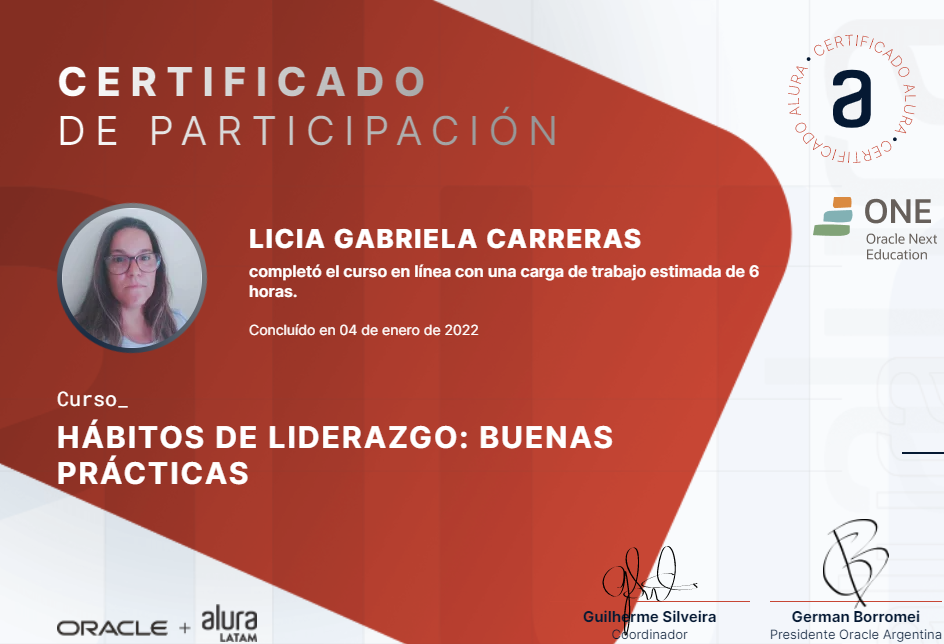 CERTIFICADO
DE PARTICIPACIÓN
CERTIFICADO ALURA • CERTIFICADO ALURA •
a
ONE
Oracle Next
Education
LICIA GABRIELA CARRERAS
completó el curso en línea con una carga de trabajo estimada de 6
horas.
Concluído en 04 de enero de 2022
Curso_
HÁBITOS DE LIDERAZGO: BUENAS
PRÁCTICAS
ORACLE + alura
LATAM
Guilherme Silveira
Coordinador
German Borromei
Presidente Oracle Argentina